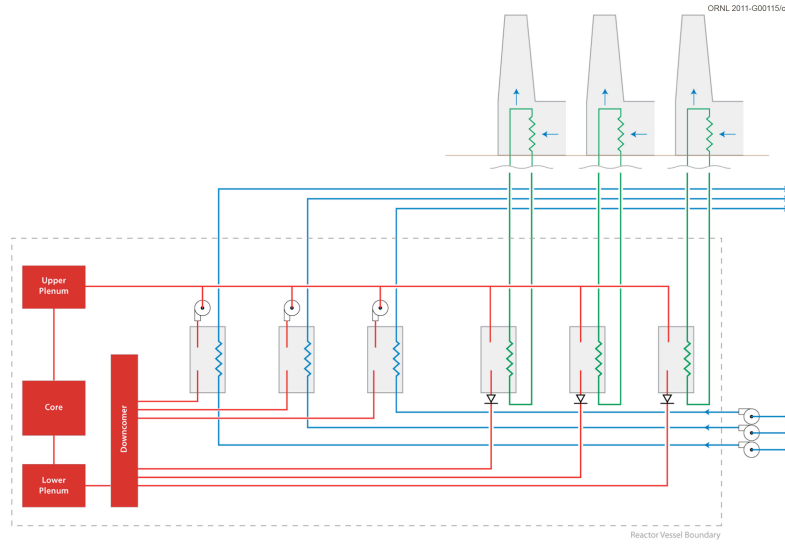 ORNL 2011-G00115/c
Upper
Plenum
Core
Downcomer
Lower
Plenum
Reactor Vessel Boundary